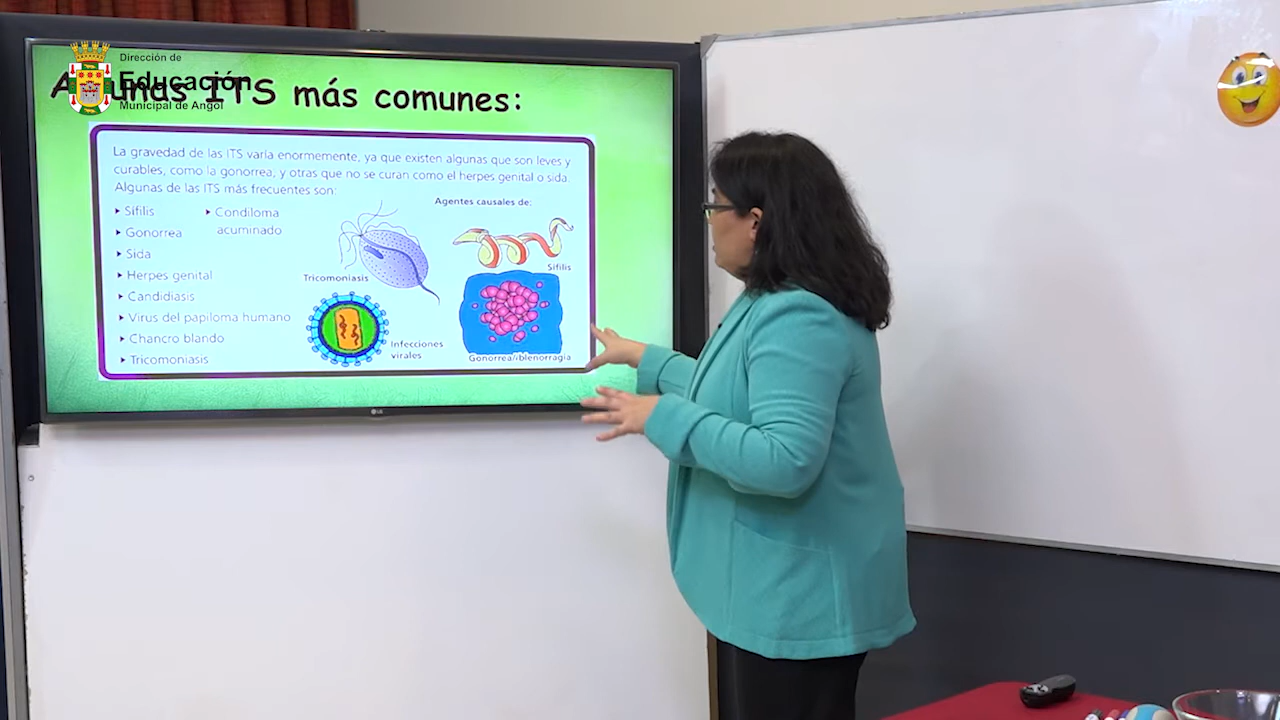 Dirección de
Educación
Municipal de Angol
ITS más comunes:
La gravedad de las ITS varía enormemente, ya que existen algunas que son leves y
curables, como la gonorrea, y otras que no se curan como el herpes genital o sida.
Algunas de las ITS más frecuentes son:
Agentes causales de:
‣ Sífilis
‣ Gonorrea
‣ Sida
‣ Herpes genital
‣ Candidiasis
‣ Virus del papiloma humano
‣ Chancro blando
‣ Tricomoniasis
‣ Condiloma
acuminado
Tricomoniasis
Sífilis
Infecciones
virales
Gonorrea/blenorragia
LG